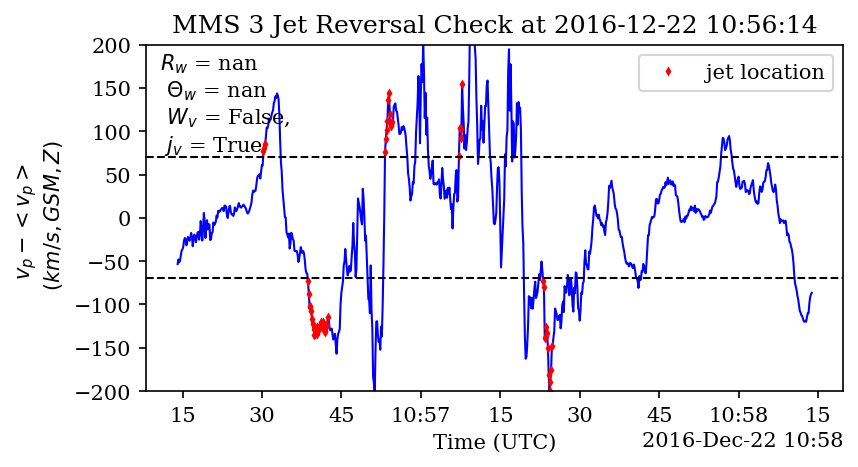 MMS 3 Jet Reversal Check at 2016-12-22 10:56:14
R_w = nan
Θ_w = nan
W_v = False,
j_v = True
jet location
200
150
100
50
0
−50
−100
−150
−200
v_p − < v_p >
(km/s, GSM, Z)
15 30 45 10:57 15 30 45 10:58 15
Time (UTC)
2016-Dec-22 10:58